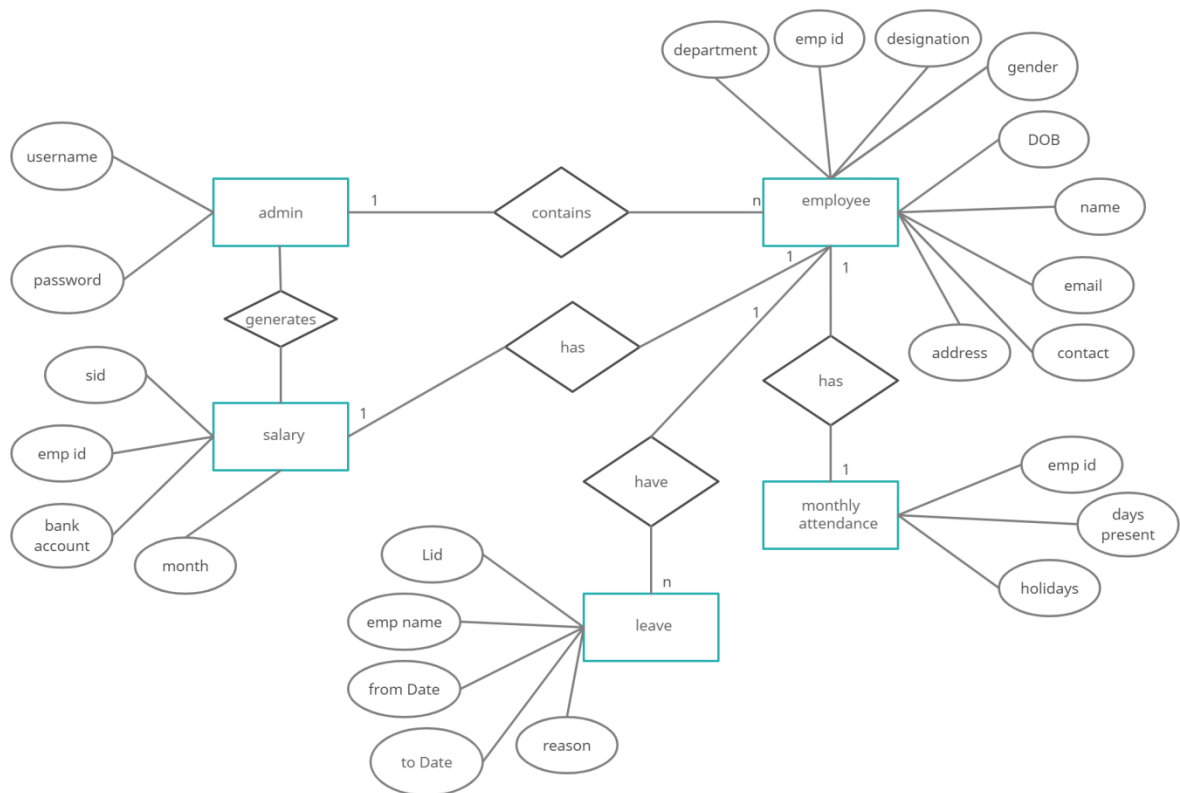 emp id
designation
department
gender
DOB
username
1
n
employee
admin
contains
name
password
1
1
email
generates
1
has
address
contact
sid
has
1
salary
emp id
emp id
1
have
monthly
attendance
days
present
bank
account
Lid
month
n
holidays
emp name
leave
from Date
reason
to Date